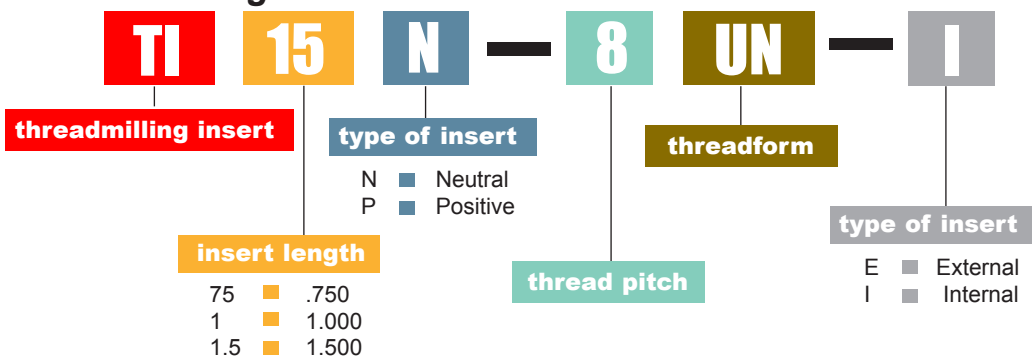 TI 15 N — 8 UN — I
threadmilling insert
type of insert
N Neutral
P Positive
threadform
insert length
75 .750
1 1.000
1.5 1.500
thread pitch
type of insert
E External
I Internal